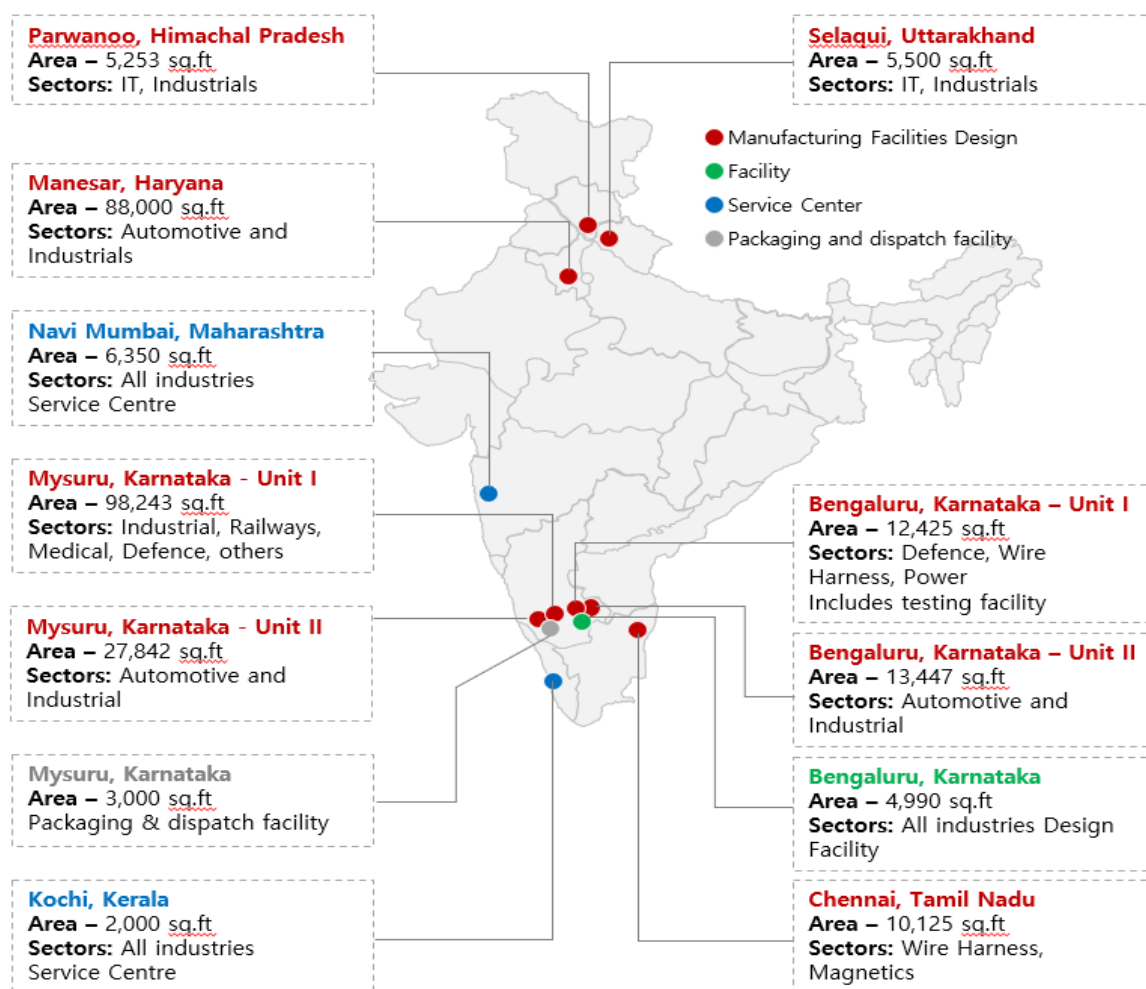 Parwanoo, Himachal Pradesh
Area – 5,253 sq.ft
Sectors: IT, Industrials
Selaqui, Uttarakhand
Area – 5,500 sq.ft
Sectors: IT, Industrials
Manufacturing Facilities Design
Facility
Service Center
Packaging and dispatch facility
Manesar, Haryana
Area – 88,000 sq.ft
Sectors: Automotive and
Industrials
Navi Mumbai, Maharashtra
Area – 6,350 sq.ft
Sectors: All industries
Service Centre
Mysuru, Karnataka - Unit I
Area – 98,243 sq.ft
Sectors: Industrial, Railways,
Medical, Defence, others
Mysuru, Karnataka - Unit II
Area – 27,842 sq.ft
Sectors: Automotive and
Industrial
Mysuru, Karnataka
Area – 3,000 sq.ft
Packaging & dispatch facility
Kochi, Kerala
Area – 2,000 sq.ft
Sectors: All industries
Service Centre
Bengaluru, Karnataka – Unit I
Area – 12,425 sq.ft
Sectors: Defence, Wire
Harness, Power
Includes testing facility
Bengaluru, Karnataka – Unit II
Area – 13,447 sq.ft
Sectors: Automotive and
Industrial
Bengaluru, Karnataka
Area – 4,990 sq.ft
Sectors: All industries Design
Facility
Chennai, Tamil Nadu
Area – 10,125 sq.ft
Sectors: Wire Harness,
Magnetics